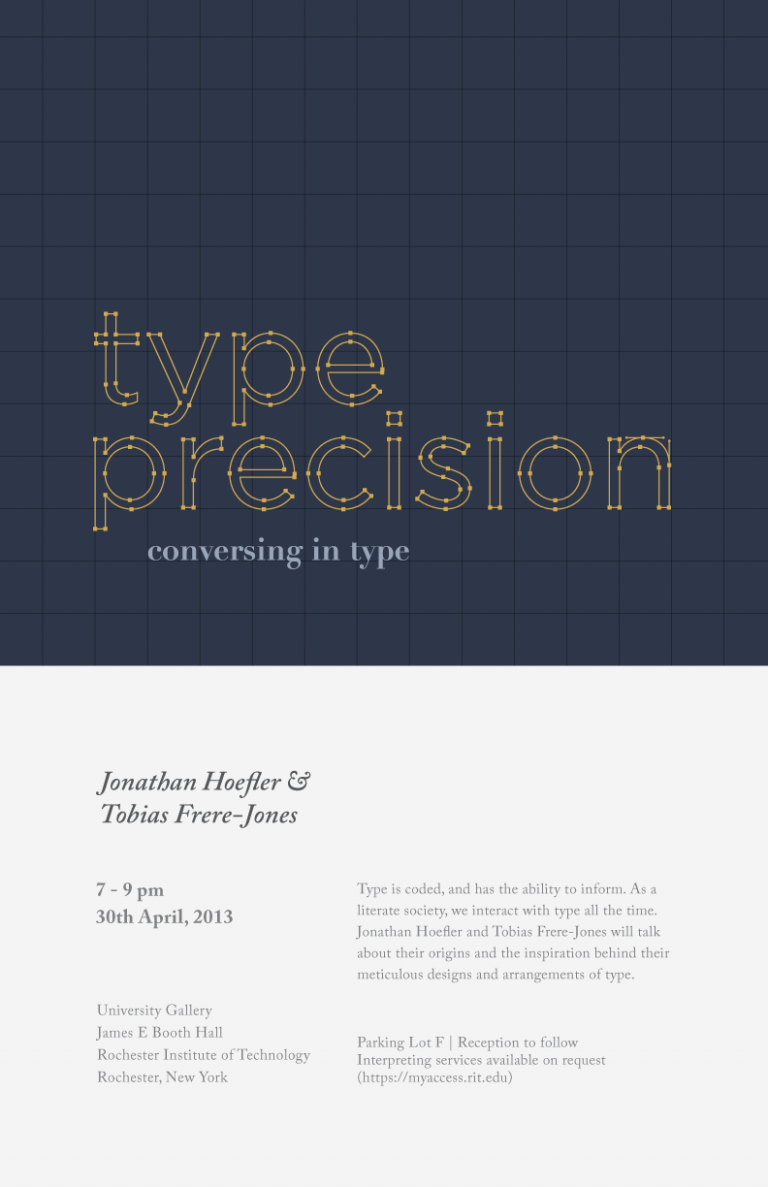 type
precision
conversing in type
Jonathan Hoefler &
Tobias Frere-Jones
7 - 9 pm
30th April, 2013
Type is coded, and has the ability to inform. As a
literate society, we interact with type all the time.
Jonathan Hoefler and Tobias Frere-Jones will talk
about their origins and the inspiration behind their
meticulous designs and arrangements of type.
University Gallery
James E Booth Hall
Rochester Institute of Technology
Rochester, New York
Parking Lot F | Reception to follow
Interpreting services available on request
(https://myaccess.rit.edu)